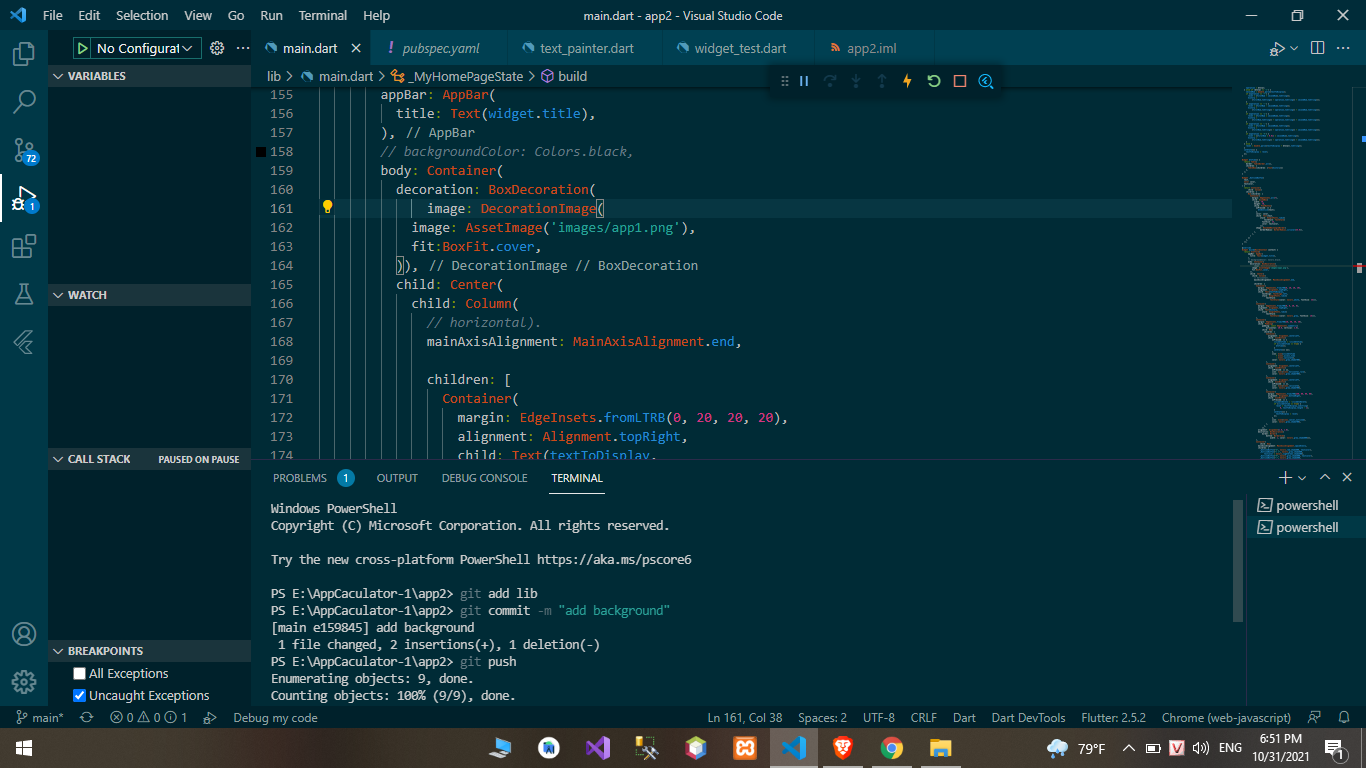 File Edit Selection View Go Run Terminal Help
main.dart - app2 - Visual Studio Code
No Configurat
main.dart
pubspec.yaml
text_painter.dart
widget_test.dart
app2.iml
lib > main.dart > _MyHomePageState > build
VARIABLES
WATCH
CALL STACK PAUSED ON PAUSE
BREAKPOINTS
All Exceptions
Uncaught Exceptions
72
1
155 appBar: AppBar(
156 title: Text(widget.title),
157 ), // AppBar
158 // backgroundColor: Colors.black,
159 body: Container(
160 decoration: BoxDecoration(
161 image: DecorationImage(
162 image: AssetImage('images/app1.png'),
163 fit:BoxFit.cover,
164 )), // DecorationImage // BoxDecoration
165 child: Center(
166 child: Column(
167 // horizontal).
168 mainAxisAlignment: MainAxisAlignment.end,
169
170 children: [
171 Container(
172 margin: EdgeInsets.fromLTRB(0, 20, 20, 20),
173 alignment: Alignment.topRight,
174 child: Text(textToDisplay,
PROBLEMS 1 OUTPUT DEBUG CONSOLE TERMINAL
Windows PowerShell
Copyright (C) Microsoft Corporation. All rights reserved.
Try the new cross-platform PowerShell https://aka.ms/pscore6
PS E:\AppCaculator-1\app2> git add lib
PS E:\AppCaculator-1\app2> git commit -m "add background"
[main e159845] add background
1 file changed, 2 insertions(+), 1 deletion(-)
PS E:\AppCaculator-1\app2> git push
Enumerating objects: 9, done.
Counting objects: 100% (9/9), done.
powershell
powershell
main* 0 0 1 Debug my code
Ln 161, Col 38 Spaces: 2 UTF-8 CRLF Dart Dart DevTools Flutter: 2.5.2 Chrome (web-javascript)
79°F V ENG
6:51 PM
10/31/2021
1